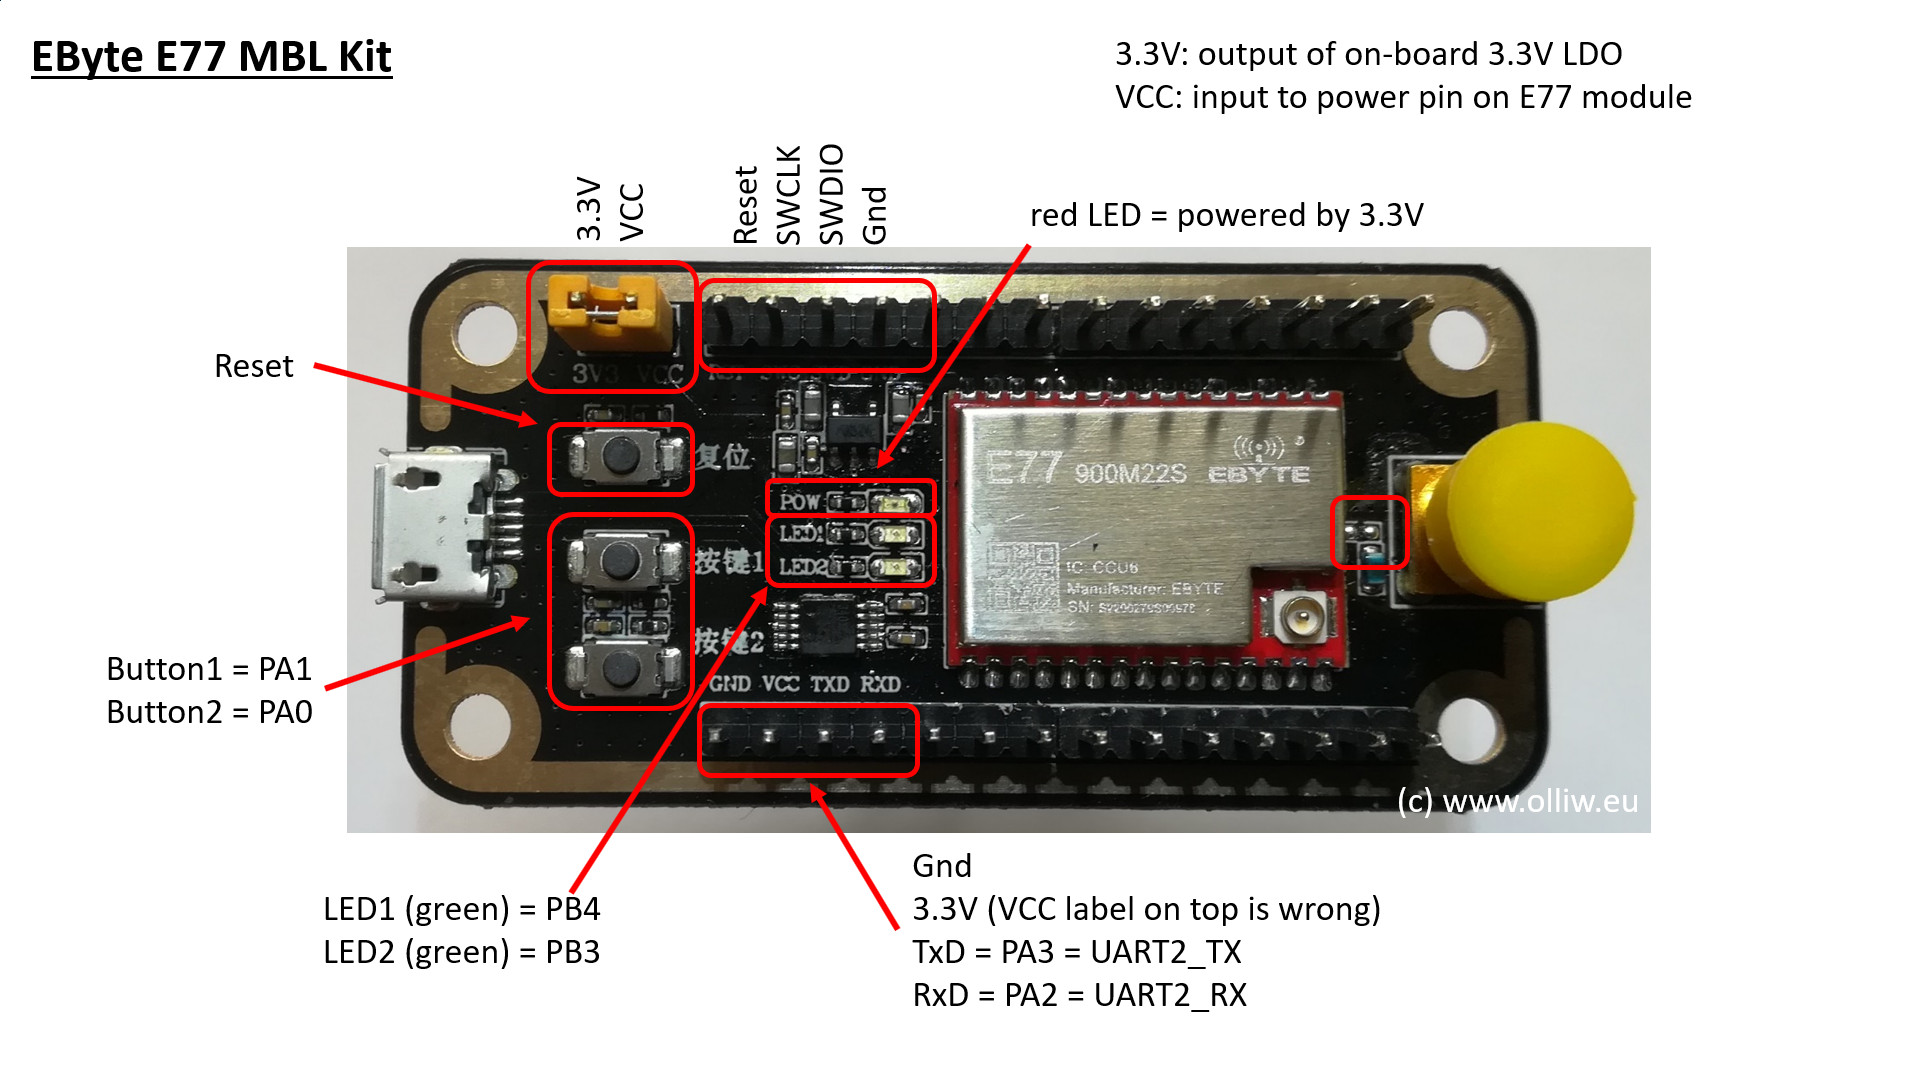 EByte E77 MBL Kit
3.3V: output of on-board 3.3V LDO
VCC: input to power pin on E77 module
3.3V
VCC
Reset
SWCLK
SWDIO
Gnd
red LED = powered by 3.3V
Reset
3V3 VCC
复位
POW
LED1
LED2
按键1
按键2
E77 900M22S EBYTE
Manufacturer: EBYTE
SN:
GND VCC TXD RXD
Button1 = PA1
Button2 = PA0
(c) www.olliw.eu
LED1 (green) = PB4
LED2 (green) = PB3
Gnd
3.3V (VCC label on top is wrong)
TxD = PA3 = UART2_TX
RxD = PA2 = UART2_RX